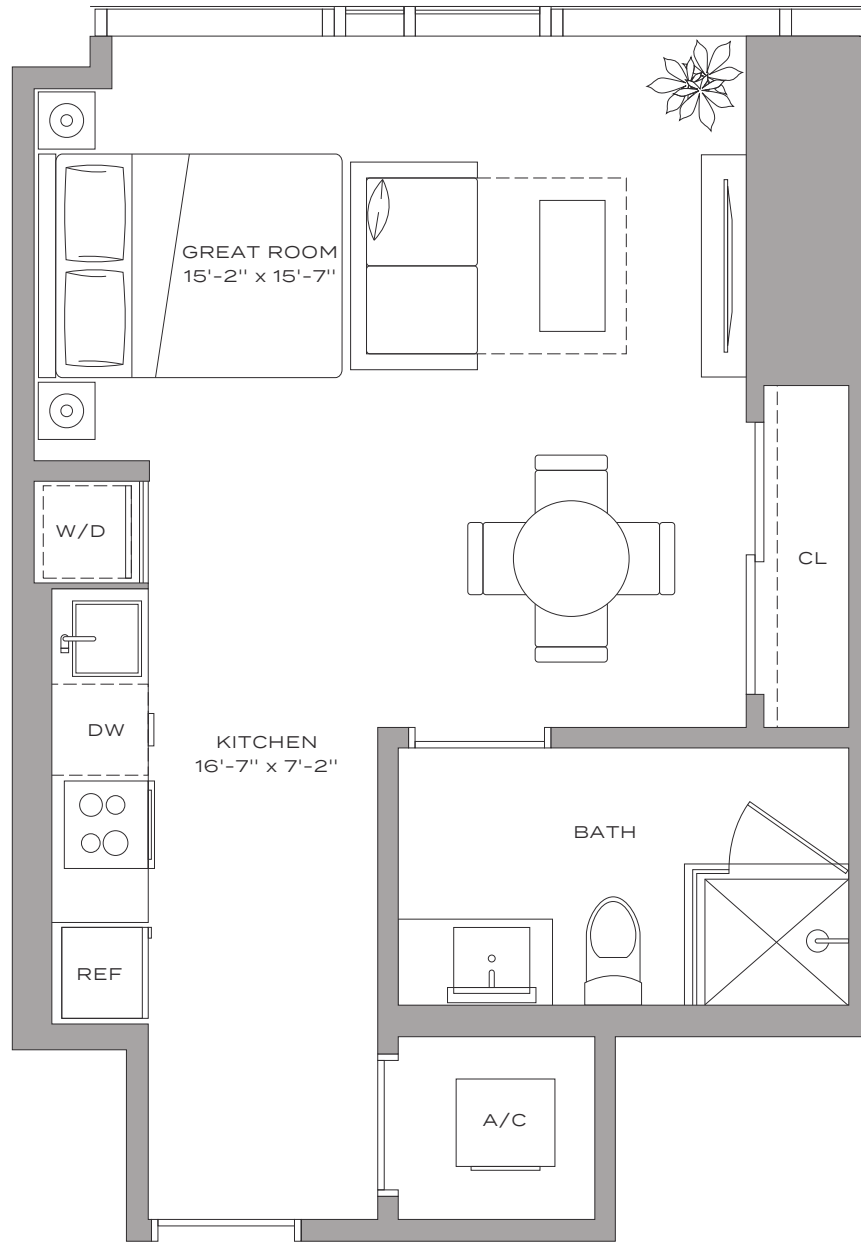 GREAT ROOM
15'-2" x 15'-7"
W/D
CL
DW
KITCHEN
16'-7" x 7'-2"
BATH
REF
A/C